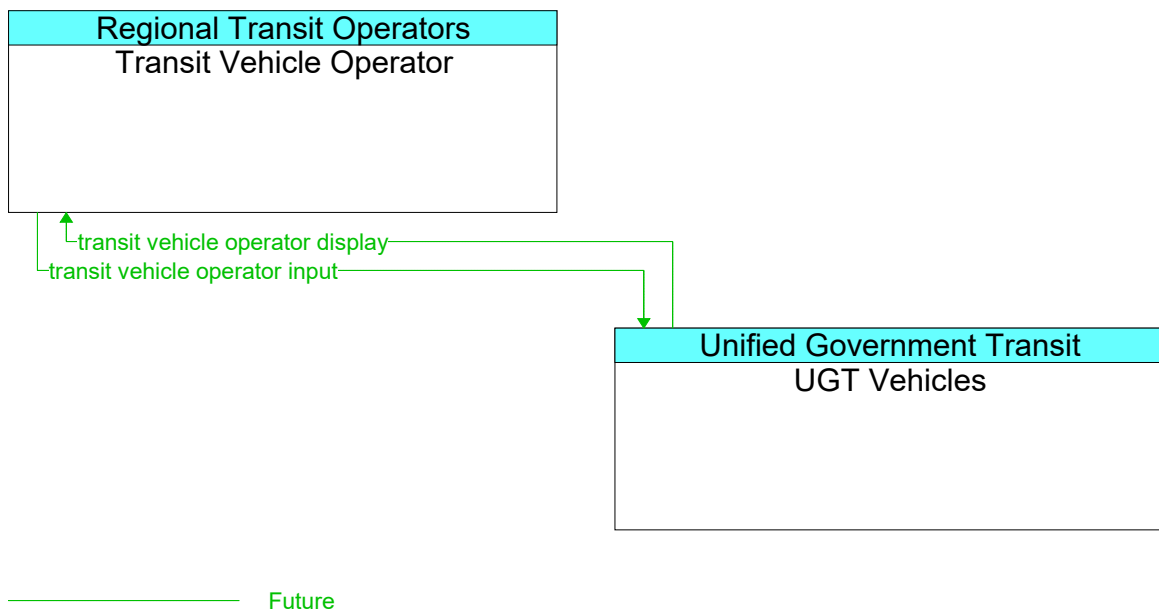 Regional Transit Operators
Transit Vehicle Operator
transit vehicle operator display
transit vehicle operator input
Unified Government Transit
UGT Vehicles
Future